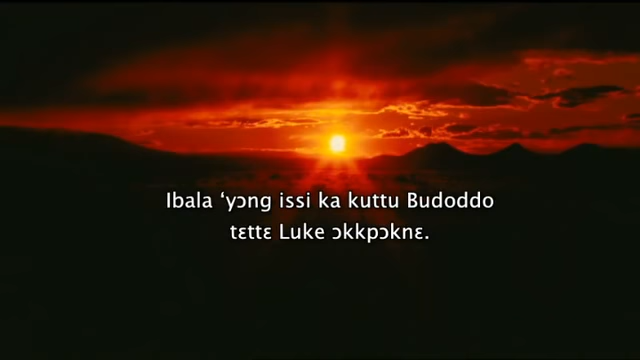 Ibala ‘yɔng issi ka kuttu Budoddo
tɛttɛ Luke ɔkkpɔknɛ.